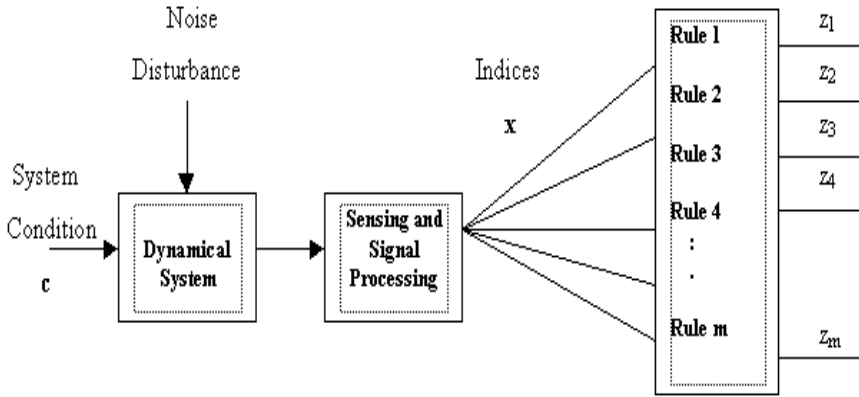 Noise
Disturbance
System
Condition
c
Dynamical
System
Sensing and
Signal
Processing
Indices
x
Rule 1
Rule 2
Rule 3
Rule 4
:
.
Rule m
z1
z2
z3
z4
zm